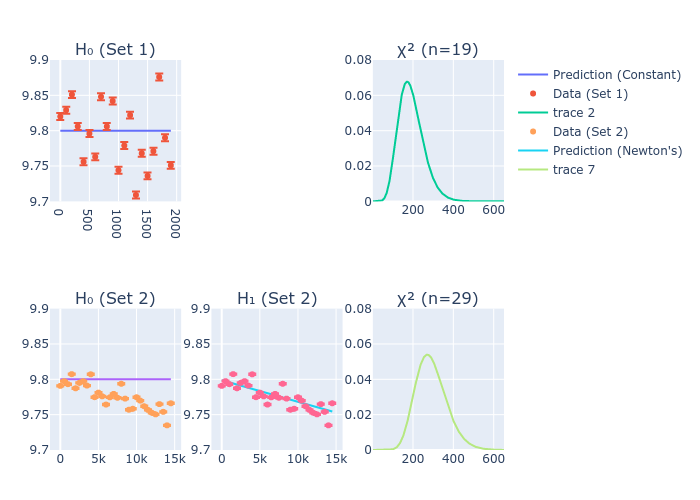 H₀ (Set 1)
χ² (n=19)
9.9
9.85
9.8
9.75
9.7
0
500
1000
1500
2000
0.08
0.06
0.04
0.02
0
200
400
600
Prediction (Constant)
Data (Set 1)
trace 2
Data (Set 2)
Prediction (Newton's)
trace 7
H₀ (Set 2)
H₁ (Set 2)
χ² (n=29)
9.9
9.8
9.7
0
5k
10k
15k
9.9
9.85
9.8
9.75
9.7
0
5k
10k
15k
0.08
0.06
0.04
0.02
0
200
400
600